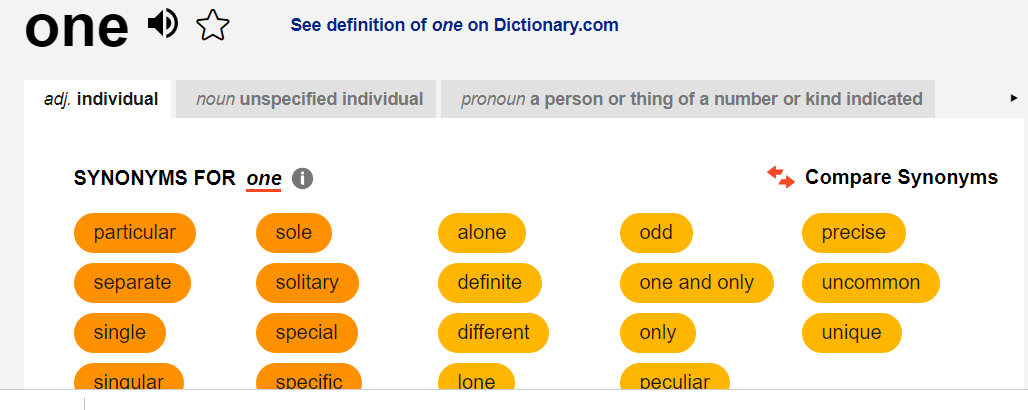 one See definition of one on Dictionary.com
adj. individual noun unspecified individual pronoun a person or thing of a number or kind indicated
SYNONYMS FOR one Compare Synonyms
particular sole alone odd precise
separate solitary definite one and only uncommon
single special different only unique
singular specific lone peculiar